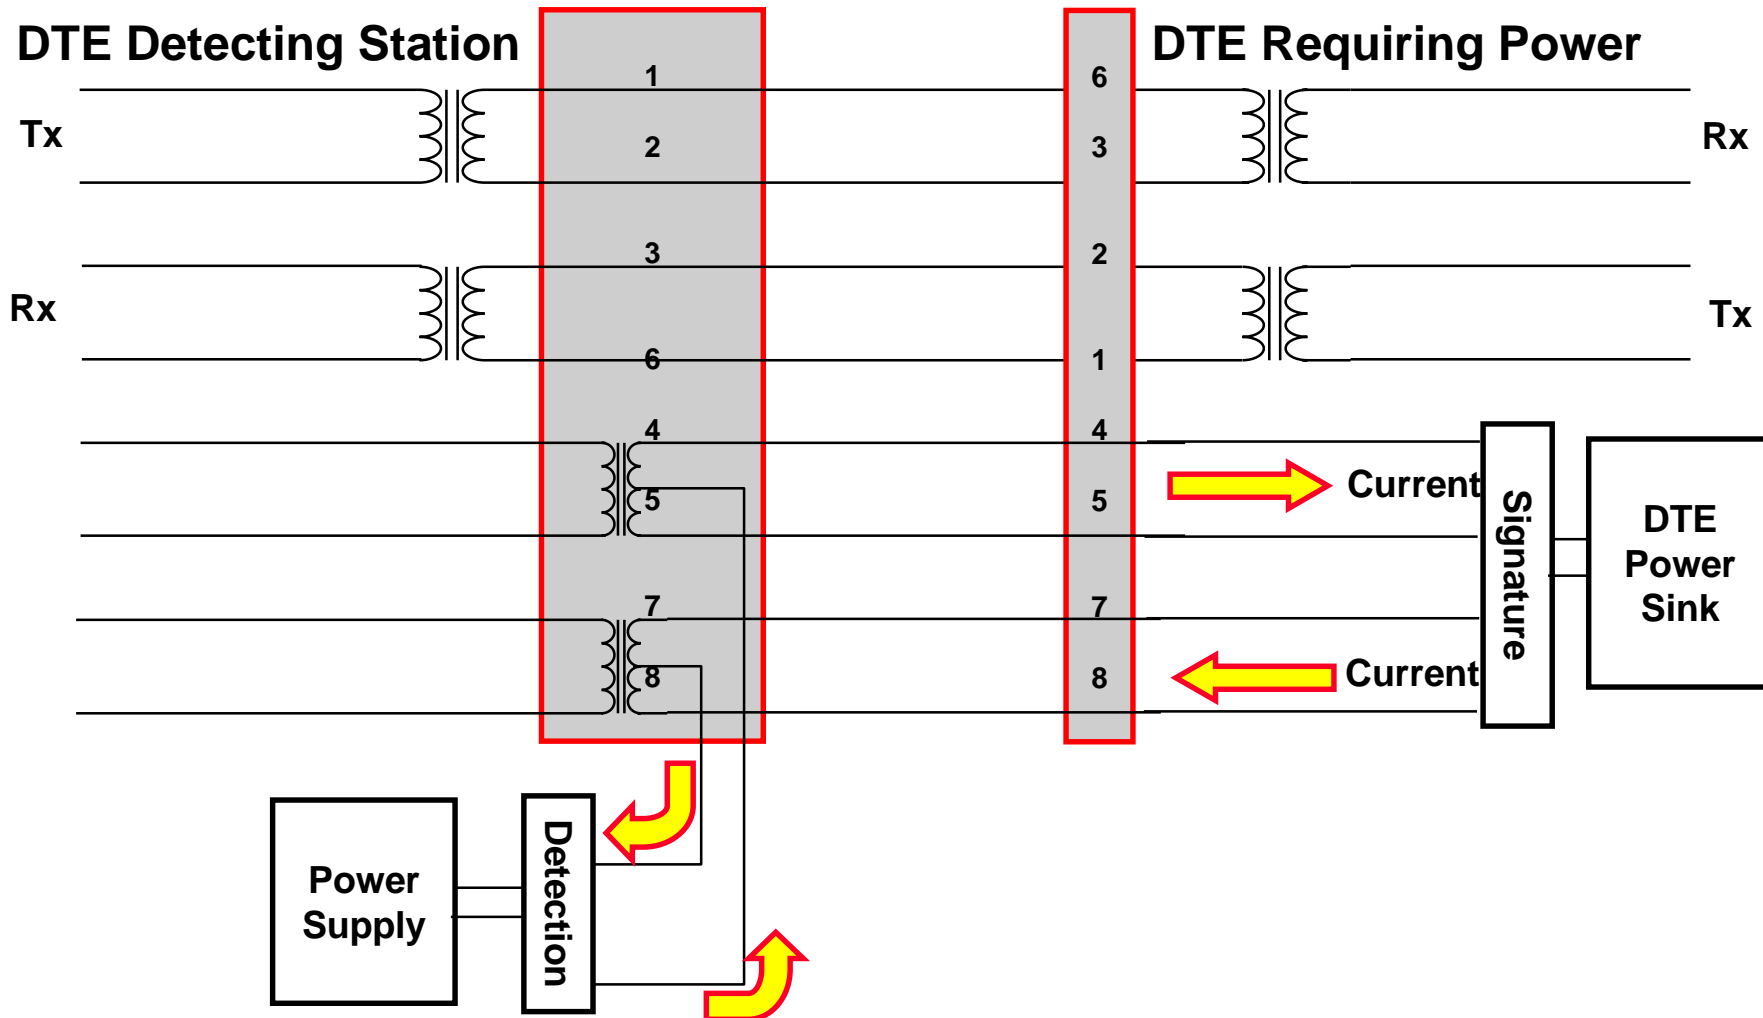 DTE Detecting Station
DTE Requiring Power
1
6
Tx
2
3
Rx
3
2
Rx
Tx
6
1
4
4
5
5
Current
Signature
DTE
Power
Sink
7
7
8
8
Current
Power
Supply
Detection